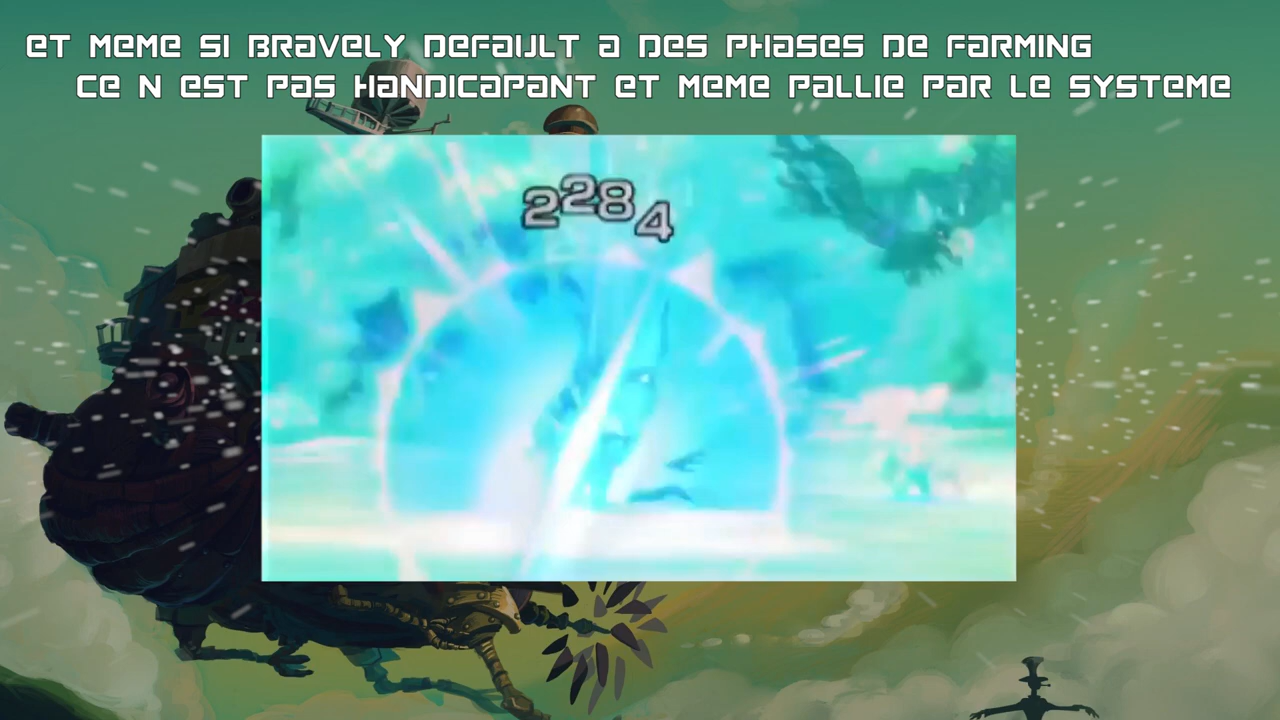 ET MEME SI BRAVELY DEFAULT A DES PHASES DE FARMING
CE N EST PAS HANDICAPANT ET MEME PALLIE PAR LE SYSTEME
2284